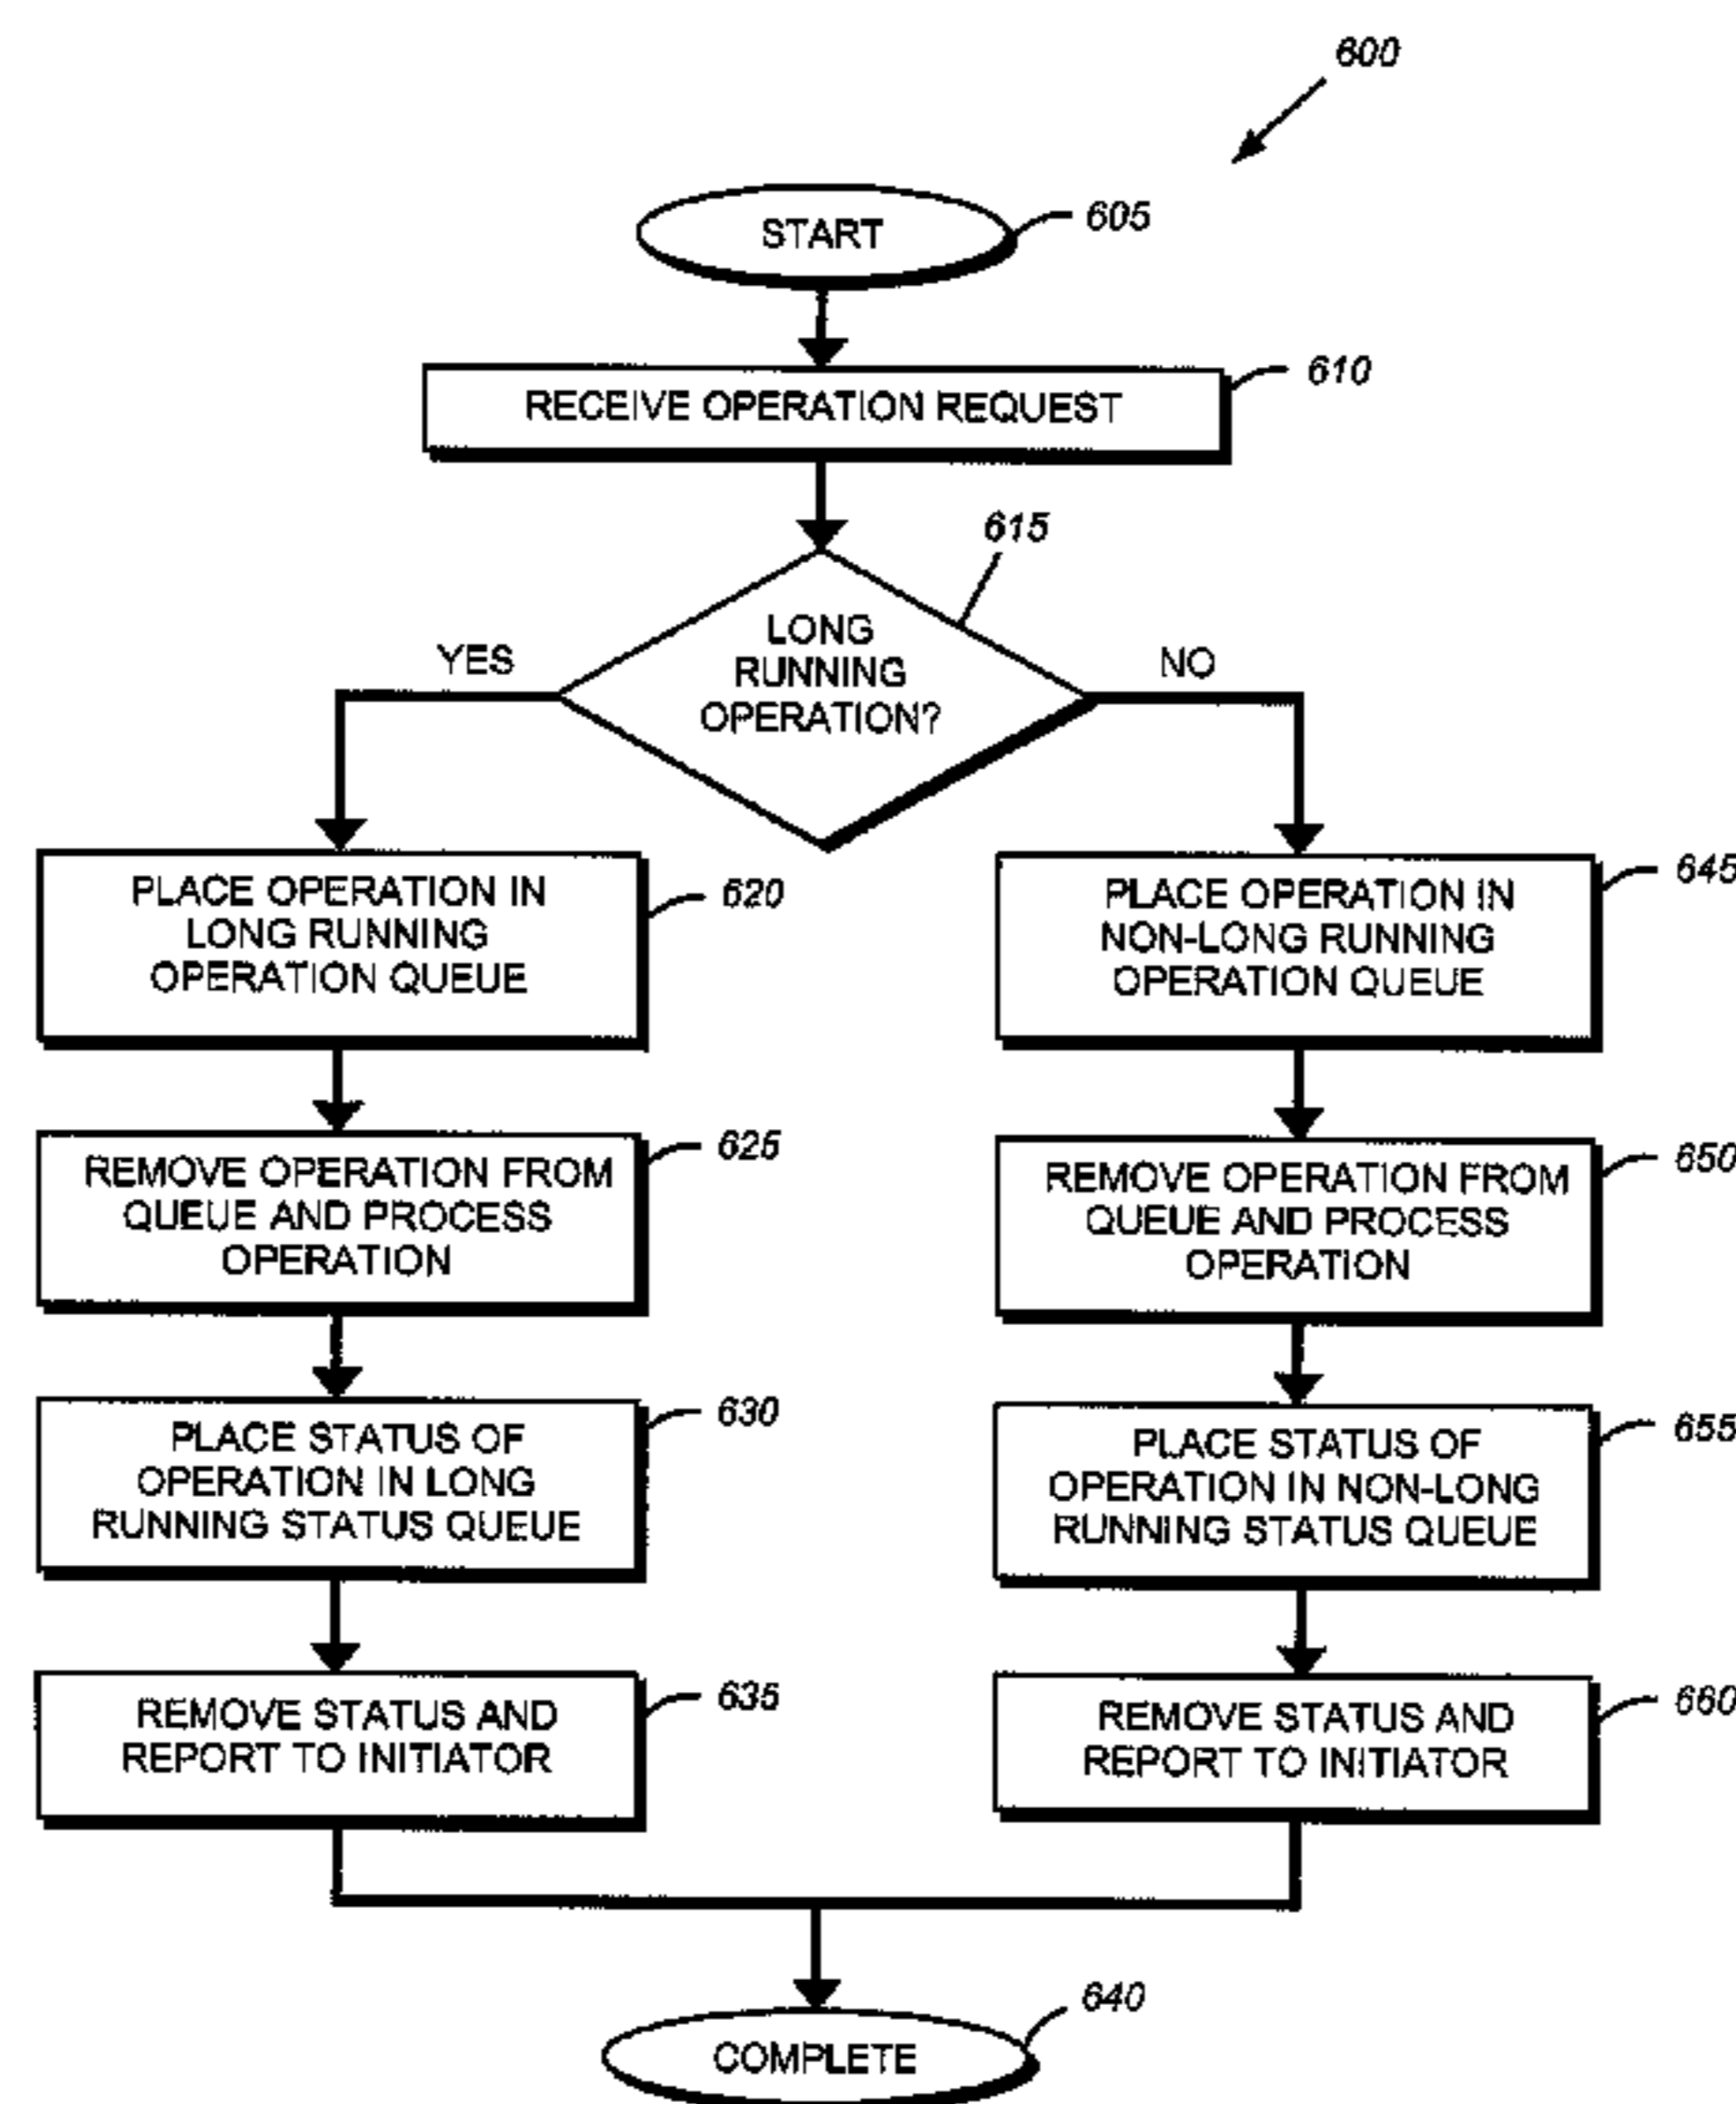 600
START
605
RECEIVE OPERATION REQUEST
610
615
LONG
RUNNING
OPERATION?
YES
NO
PLACE OPERATION IN
LONG RUNNING
OPERATION QUEUE
620
PLACE OPERATION IN
NON-LONG RUNNING
OPERATION QUEUE
645
REMOVE OPERATION FROM
QUEUE AND PROCESS
OPERATION
625
REMOVE OPERATION FROM
QUEUE AND PROCESS
OPERATION
650
PLACE STATUS OF
OPERATION IN LONG
RUNNING STATUS QUEUE
630
PLACE STATUS OF
OPERATION IN NON-LONG
RUNNING STATUS QUEUE
655
REMOVE STATUS AND
REPORT TO INITIATOR
635
REMOVE STATUS AND
REPORT TO INITIATOR
660
640
COMPLETE